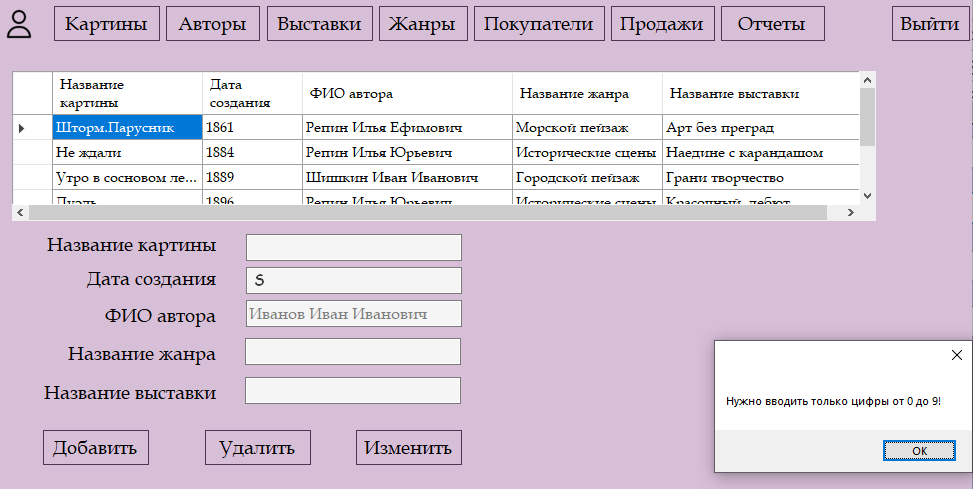 Картины Авторы Выставки Жанры Покупатели Продажи Отчеты Выйти
Название картины Дата создания ФИО автора Название жанра Название выставки
Шторм.Парусник 1861 Репин Илья Ефимович Морской пейзаж Арт без преград
Не ждали 1884 Репин Илья Юрьевич Исторические сцены Наедине с карандашом
Утро в сосновом ле... 1889 Шишкин Иван Иванович Городской пейзаж Грани творчество
Дуэль 1896 Репин Илья Юрьевич Исторические сцены Красочный дебют
Название картины
Дата создания s
ФИО автора Иванов Иван Иванович
Название жанра
Название выставки
Нужно вводить только цифры от 0 до 9!
OK
Добавить Удалить Изменить